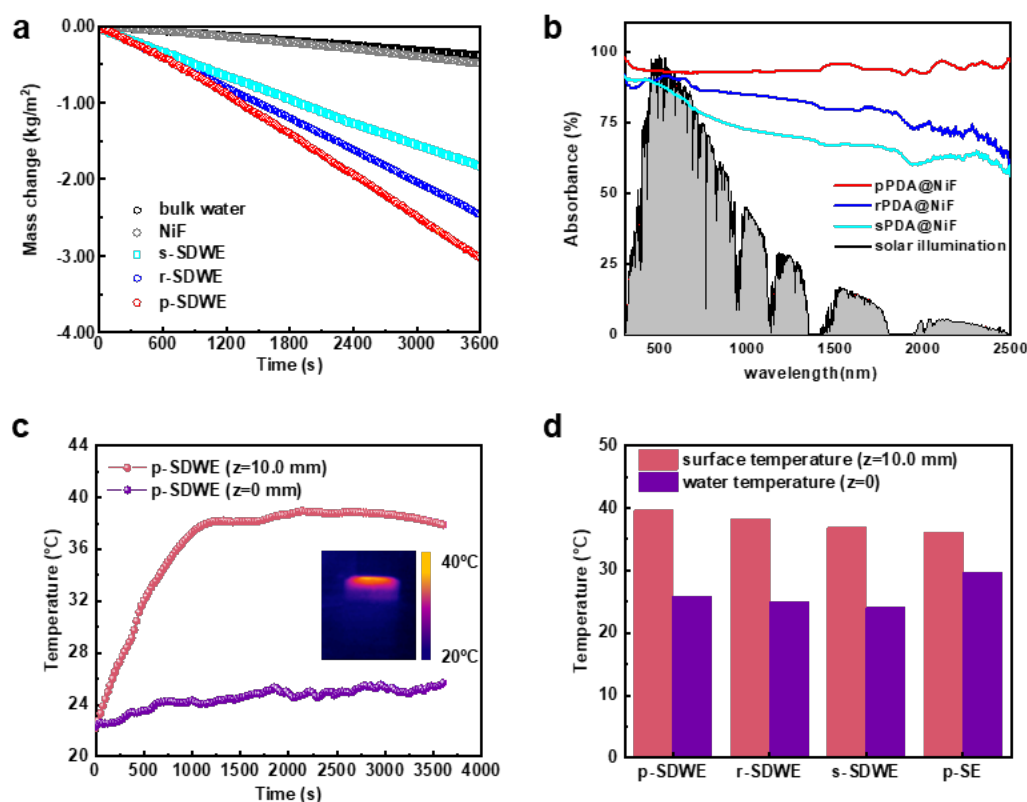 a
0.00
-1.00
-2.00
-3.00
-4.00
Mass change (kg/m²)
bulk water
NiF
s-SDWE
r-SDWE
p-SDWE
0 600 1200 1800 2400 3000 3600
Time (s)
b
100
75
50
25
0
Absorbance (%)
pPDA@NiF
rPDA@NiF
sPDA@NiF
solar illumination
500 1000 1500 2000 2500
wavelength(nm)
c
44
40
36
32
28
24
20
Temperature (°C)
p-SDWE (z=10.0 mm)
p-SDWE (z=0 mm)
40°C
20°C
0 500 1000 1500 2000 2500 3000 3500 4000
Time (s)
d
50
40
30
20
10
0
Temperature (°C)
surface temperature (z=10.0 mm)
water temperature (z=0)
p-SDWE r-SDWE s-SDWE p-SE